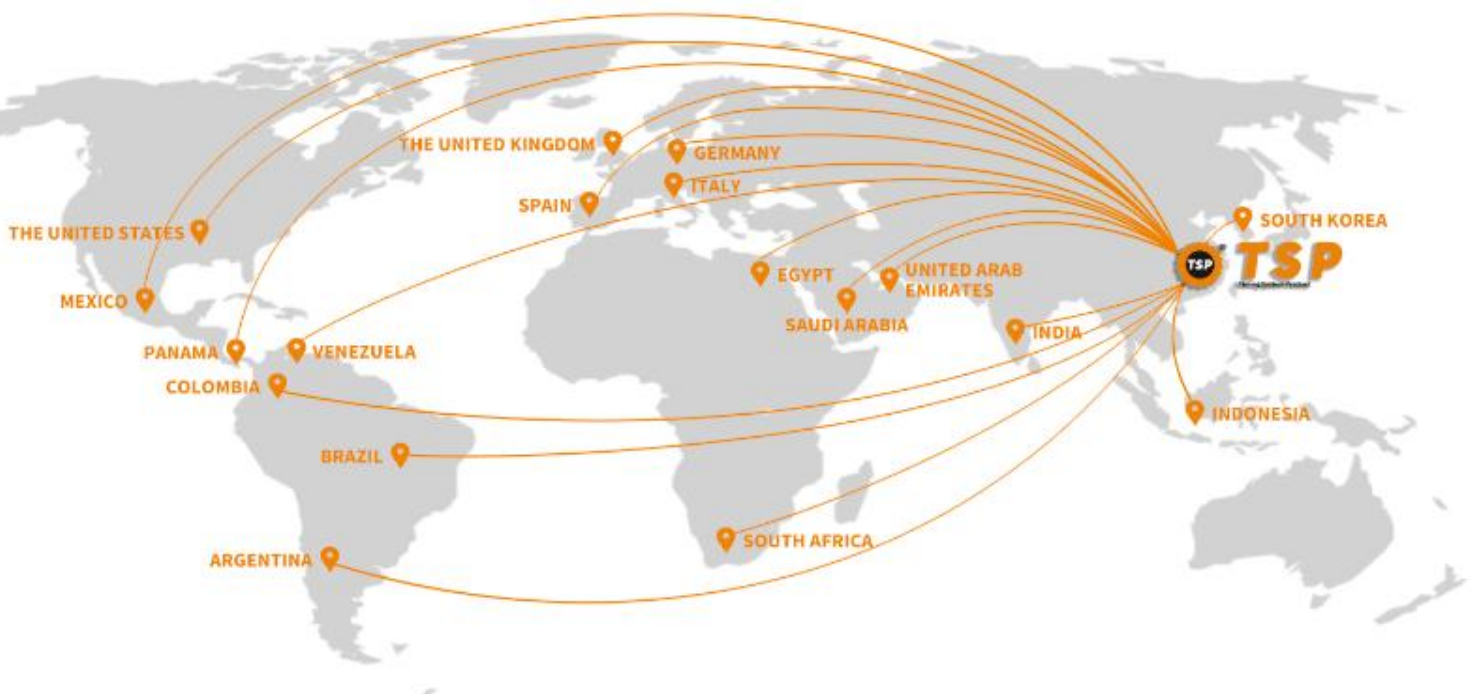 THE UNITED KINGDOM
GERMANY
ITALY
SPAIN
SOUTH KOREA
THE UNITED STATES
TSP
TSP
EGYPT
UNITED ARAB
EMIRATES
MEXICO
SAUDI ARABIA
INDIA
PANAMA
VENEZUELA
COLOMBIA
INDONESIA
BRAZIL
SOUTH AFRICA
ARGENTINA